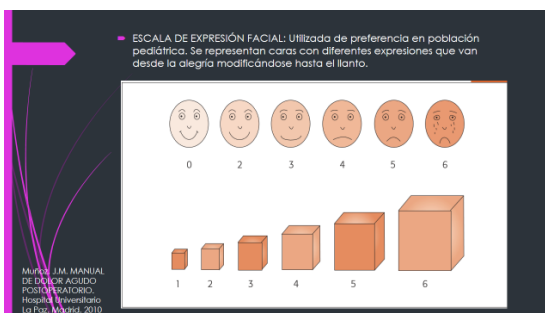 ESCALA DE EXPRESIÓN FACIAL: Utilizada de preferencia en población
pediátrica. Se representan caras con diferentes expresiones que van
desde la alegría modificándose hasta el llanto.
0 2 3 4 5 6
1 2 3 4 5 6
Muñoz, J.M. MANUAL
DE DOLOR AGUDO
POSTOPERATORIO.
Hospital Universitario
La Paz. Madrid. 2010